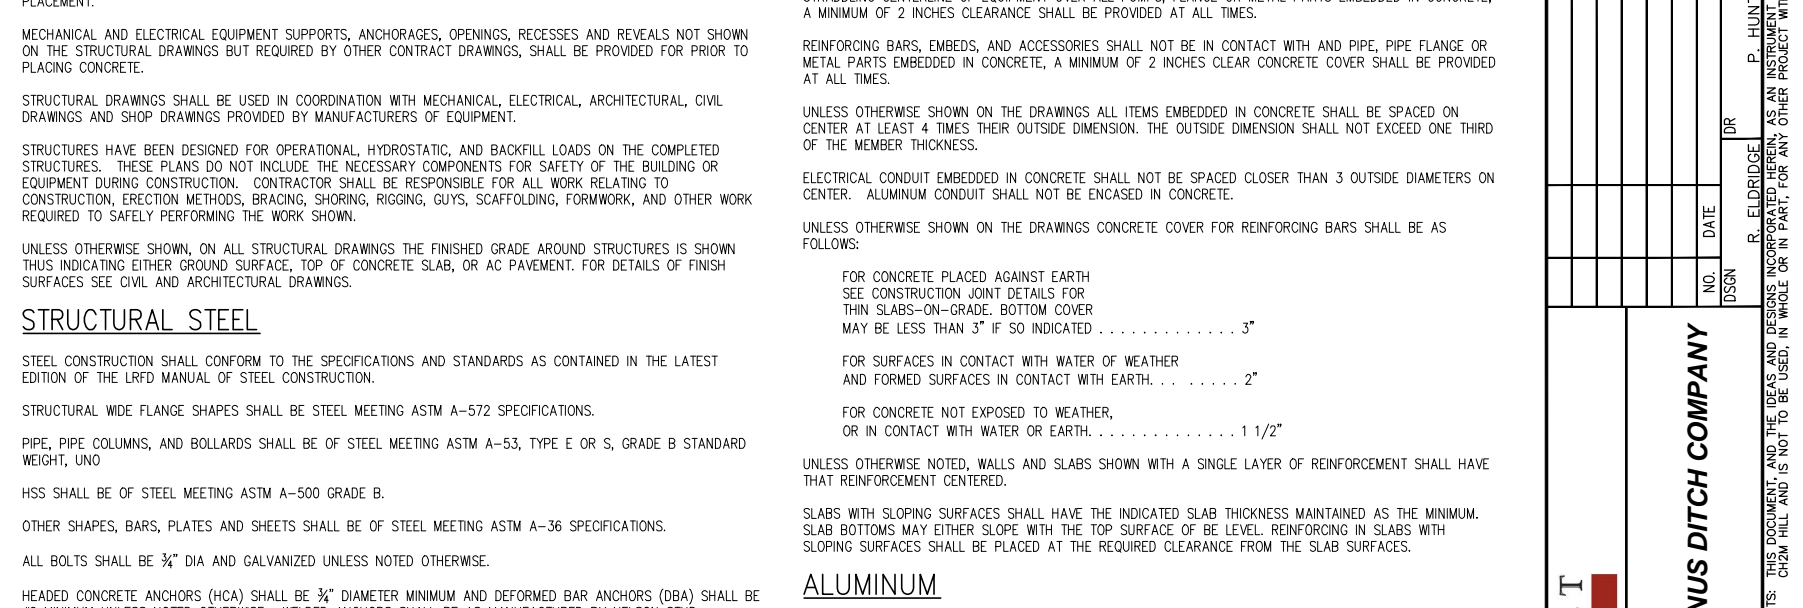 PLACEMENT.
MECHANICAL AND ELECTRICAL EQUIPMENT SUPPORTS, ANCHORAGES, OPENINGS, RECESSES AND REVEALS NOT SHOWN
ON THE STRUCTURAL DRAWINGS BUT REQUIRED BY OTHER CONTRACT DRAWINGS, SHALL BE PROVIDED FOR PRIOR TO
PLACING CONCRETE.
STRUCTURAL DRAWINGS SHALL BE USED IN COORDINATION WITH MECHANICAL, ELECTRICAL, ARCHITECTURAL, CIVIL
DRAWINGS AND SHOP DRAWINGS PROVIDED BY MANUFACTURERS OF EQUIPMENT.
STRUCTURES HAVE BEEN DESIGNED FOR OPERATIONAL, HYDROSTATIC, AND BACKFILL LOADS ON THE COMPLETED
STRUCTURES.  THESE PLANS DO NOT INCLUDE THE NECESSARY COMPONENTS FOR SAFETY OF THE BUILDING OR
EQUIPMENT DURING CONSTRUCTION.  CONTRACTOR SHALL BE RESPONSIBLE FOR ALL WORK RELATING TO
CONSTRUCTION, ERECTION METHODS, BRACING, SHORING, RIGGING, GUYS, SCAFFOLDING, FORMWORK, AND OTHER WORK
REQUIRED TO SAFELY PERFORMING THE WORK SHOWN.
UNLESS OTHERWISE SHOWN, ON ALL STRUCTURAL DRAWINGS THE FINISHED GRADE AROUND STRUCTURES IS SHOWN
THUS INDICATING EITHER GROUND SURFACE, TOP OF CONCRETE SLAB, OR AC PAVEMENT. FOR DETAILS OF FINISH
SURFACES SEE CIVIL AND ARCHITECTURAL DRAWINGS.
STRUCTURAL STEEL
STEEL CONSTRUCTION SHALL CONFORM TO THE SPECIFICATIONS AND STANDARDS AS CONTAINED IN THE LATEST
EDITION OF THE LRFD MANUAL OF STEEL CONSTRUCTION.
STRUCTURAL WIDE FLANGE SHAPES SHALL BE STEEL MEETING ASTM A-572 SPECIFICATIONS.
PIPE, PIPE COLUMNS, AND BOLLARDS SHALL BE OF STEEL MEETING ASTM A-53, TYPE E OR S, GRADE B STANDARD
WEIGHT, UNO
HSS SHALL BE OF STEEL MEETING ASTM A-500 GRADE B.
OTHER SHAPES, BARS, PLATES AND SHEETS SHALL BE OF STEEL MEETING ASTM A-36 SPECIFICATIONS.
ALL BOLTS SHALL BE ¾" DIA AND GALVANIZED UNLESS NOTED OTHERWISE.
HEADED CONCRETE ANCHORS (HCA) SHALL BE ¾" DIAMETER MINIMUM AND DEFORMED BAR ANCHORS (DBA) SHALL BE
A MINIMUM OF 2 INCHES CLEARANCE SHALL BE PROVIDED AT ALL TIMES.
REINFORCING BARS, EMBEDS, AND ACCESSORIES SHALL NOT BE IN CONTACT WITH AND PIPE, PIPE FLANGE OR
METAL PARTS EMBEDDED IN CONCRETE, A MINIMUM OF 2 INCHES CLEAR CONCRETE COVER SHALL BE PROVIDED
AT ALL TIMES.
UNLESS OTHERWISE SHOWN ON THE DRAWINGS ALL ITEMS EMBEDDED IN CONCRETE SHALL BE SPACED ON
CENTER AT LEAST 4 TIMES THEIR OUTSIDE DIMENSION. THE OUTSIDE DIMENSION SHALL NOT EXCEED ONE THIRD
OF THE MEMBER THICKNESS.
ELECTRICAL CONDUIT EMBEDDED IN CONCRETE SHALL NOT BE SPACED CLOSER THAN 3 OUTSIDE DIAMETERS ON
CENTER.  ALUMINUM CONDUIT SHALL NOT BE ENCASED IN CONCRETE.
UNLESS OTHERWISE SHOWN ON THE DRAWINGS CONCRETE COVER FOR REINFORCING BARS SHALL BE AS
FOLLOWS:
FOR CONCRETE PLACED AGAINST EARTH
SEE CONSTRUCTION JOINT DETAILS FOR
THIN SLABS-ON-GRADE. BOTTOM COVER
MAY BE LESS THAN 3" IF SO INDICATED . . . . . . . . . . . . . 3"
FOR SURFACES IN CONTACT WITH WATER OF WEATHER
AND FORMED SURFACES IN CONTACT WITH EARTH. . .  . . . . . 2"
FOR CONCRETE NOT EXPOSED TO WEATHER,
OR IN CONTACT WITH WATER OR EARTH. . . . . . . . . . . . . . 1 1/2"
UNLESS OTHERWISE NOTED, WALLS AND SLABS SHOWN WITH A SINGLE LAYER OF REINFORCEMENT SHALL HAVE
THAT REINFORCEMENT CENTERED.
SLABS WITH SLOPING SURFACES SHALL HAVE THE INDICATED SLAB THICKNESS MAINTAINED AS THE MINIMUM.
SLAB BOTTOMS MAY EITHER SLOPE WITH THE TOP SURFACE OF BE LEVEL. REINFORCING IN SLABS WITH
SLOPING SURFACES SHALL BE PLACED AT THE REQUIRED CLEARANCE FROM THE SLAB SURFACES.
ALUMINUM
T
NUS DITCH COMPANY
NO.
DATE
DSGN
R. ELDRIDGE
DR
P. HUNT
TS: THIS DOCUMENT, AND THE IDEAS AND DESIGNS INCORPORATED HEREIN, AS AN INSTRUMENT
CH2M HILL AND IS NOT TO BE USED, IN WHOLE OR IN PART, FOR ANY OTHER PROJECT WIT